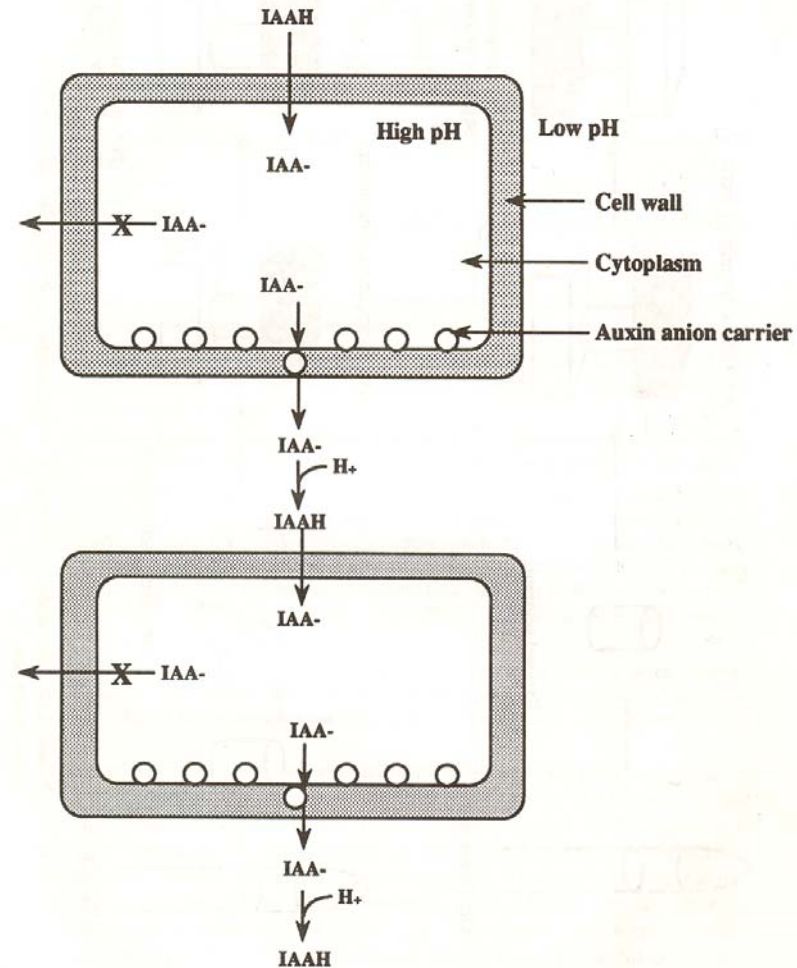 IAAH
High pH
Low pH
IAA-
Cell wall
X
IAA-
Cytoplasm
IAA-
Auxin anion carrier
IAA-
H+
IAAH
IAA-
X
IAA-
IAA-
IAA-
H+
IAAH